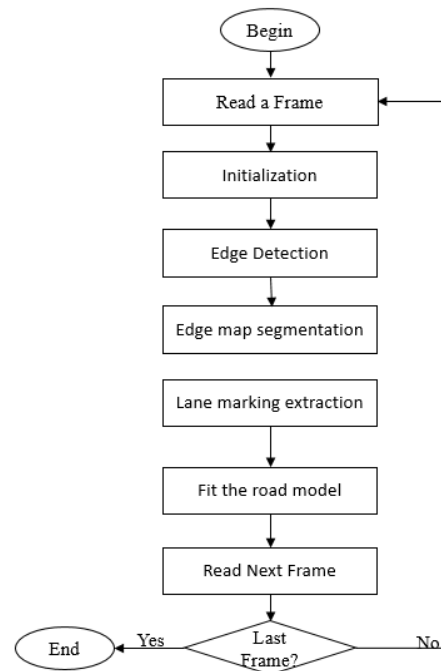 Begin
Read a Frame
Initialization
Edge Detection
Edge map segmentation
Lane marking extraction
Fit the road model
Read Next Frame
End
Yes
Last
Frame?
No